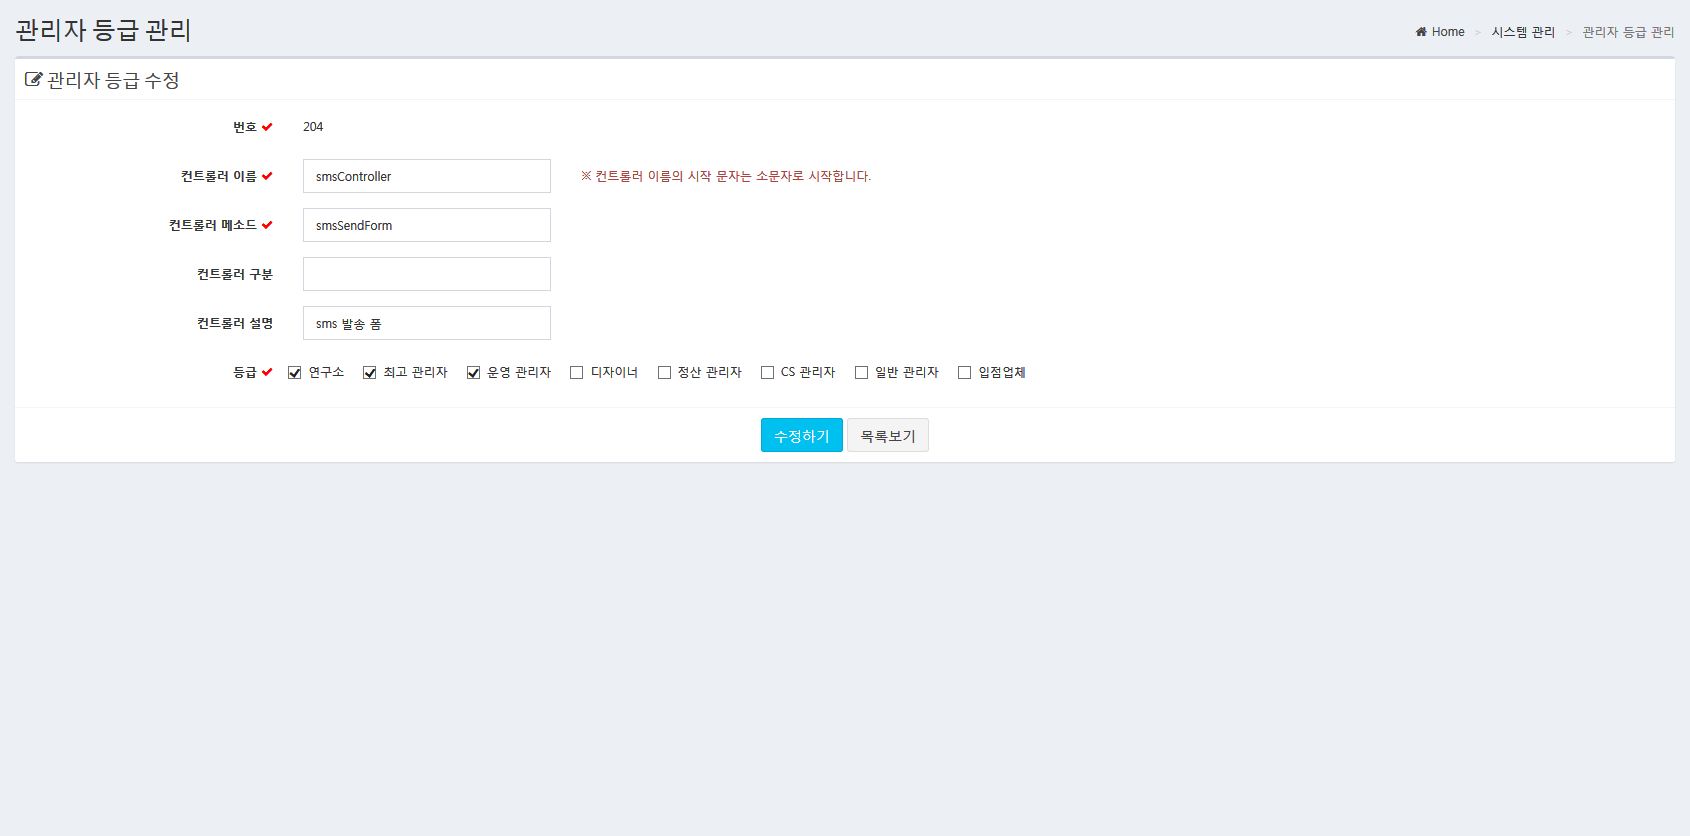 관리자 등급 관리
Home > 시스템 관리 > 관리자 등급 관리
관리자 등급 수정
번호 204
컨트롤러 이름 smsController ※ 컨트롤러 이름의 시작 문자는 소문자로 시작합니다.
컨트롤러 메소드 smsSendForm
컨트롤러 구분
컨트롤러 설명 sms 발송 폼
등급 연구소 최고 관리자 운영 관리자 디자이너 정산 관리자 CS 관리자 일반 관리자 입점업체
수정하기 목록보기